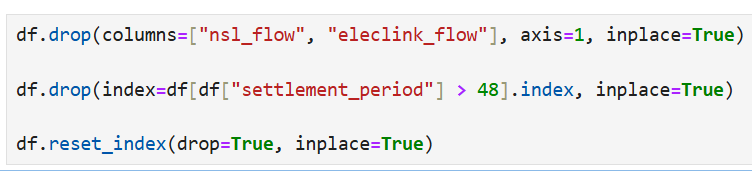 df.drop(columns=["nsl_flow", "eleclink_flow"], axis=1, inplace=True)
df.drop(index=df[df["settlement_period"] > 48].index, inplace=True)
df.reset_index(drop=True, inplace=True)